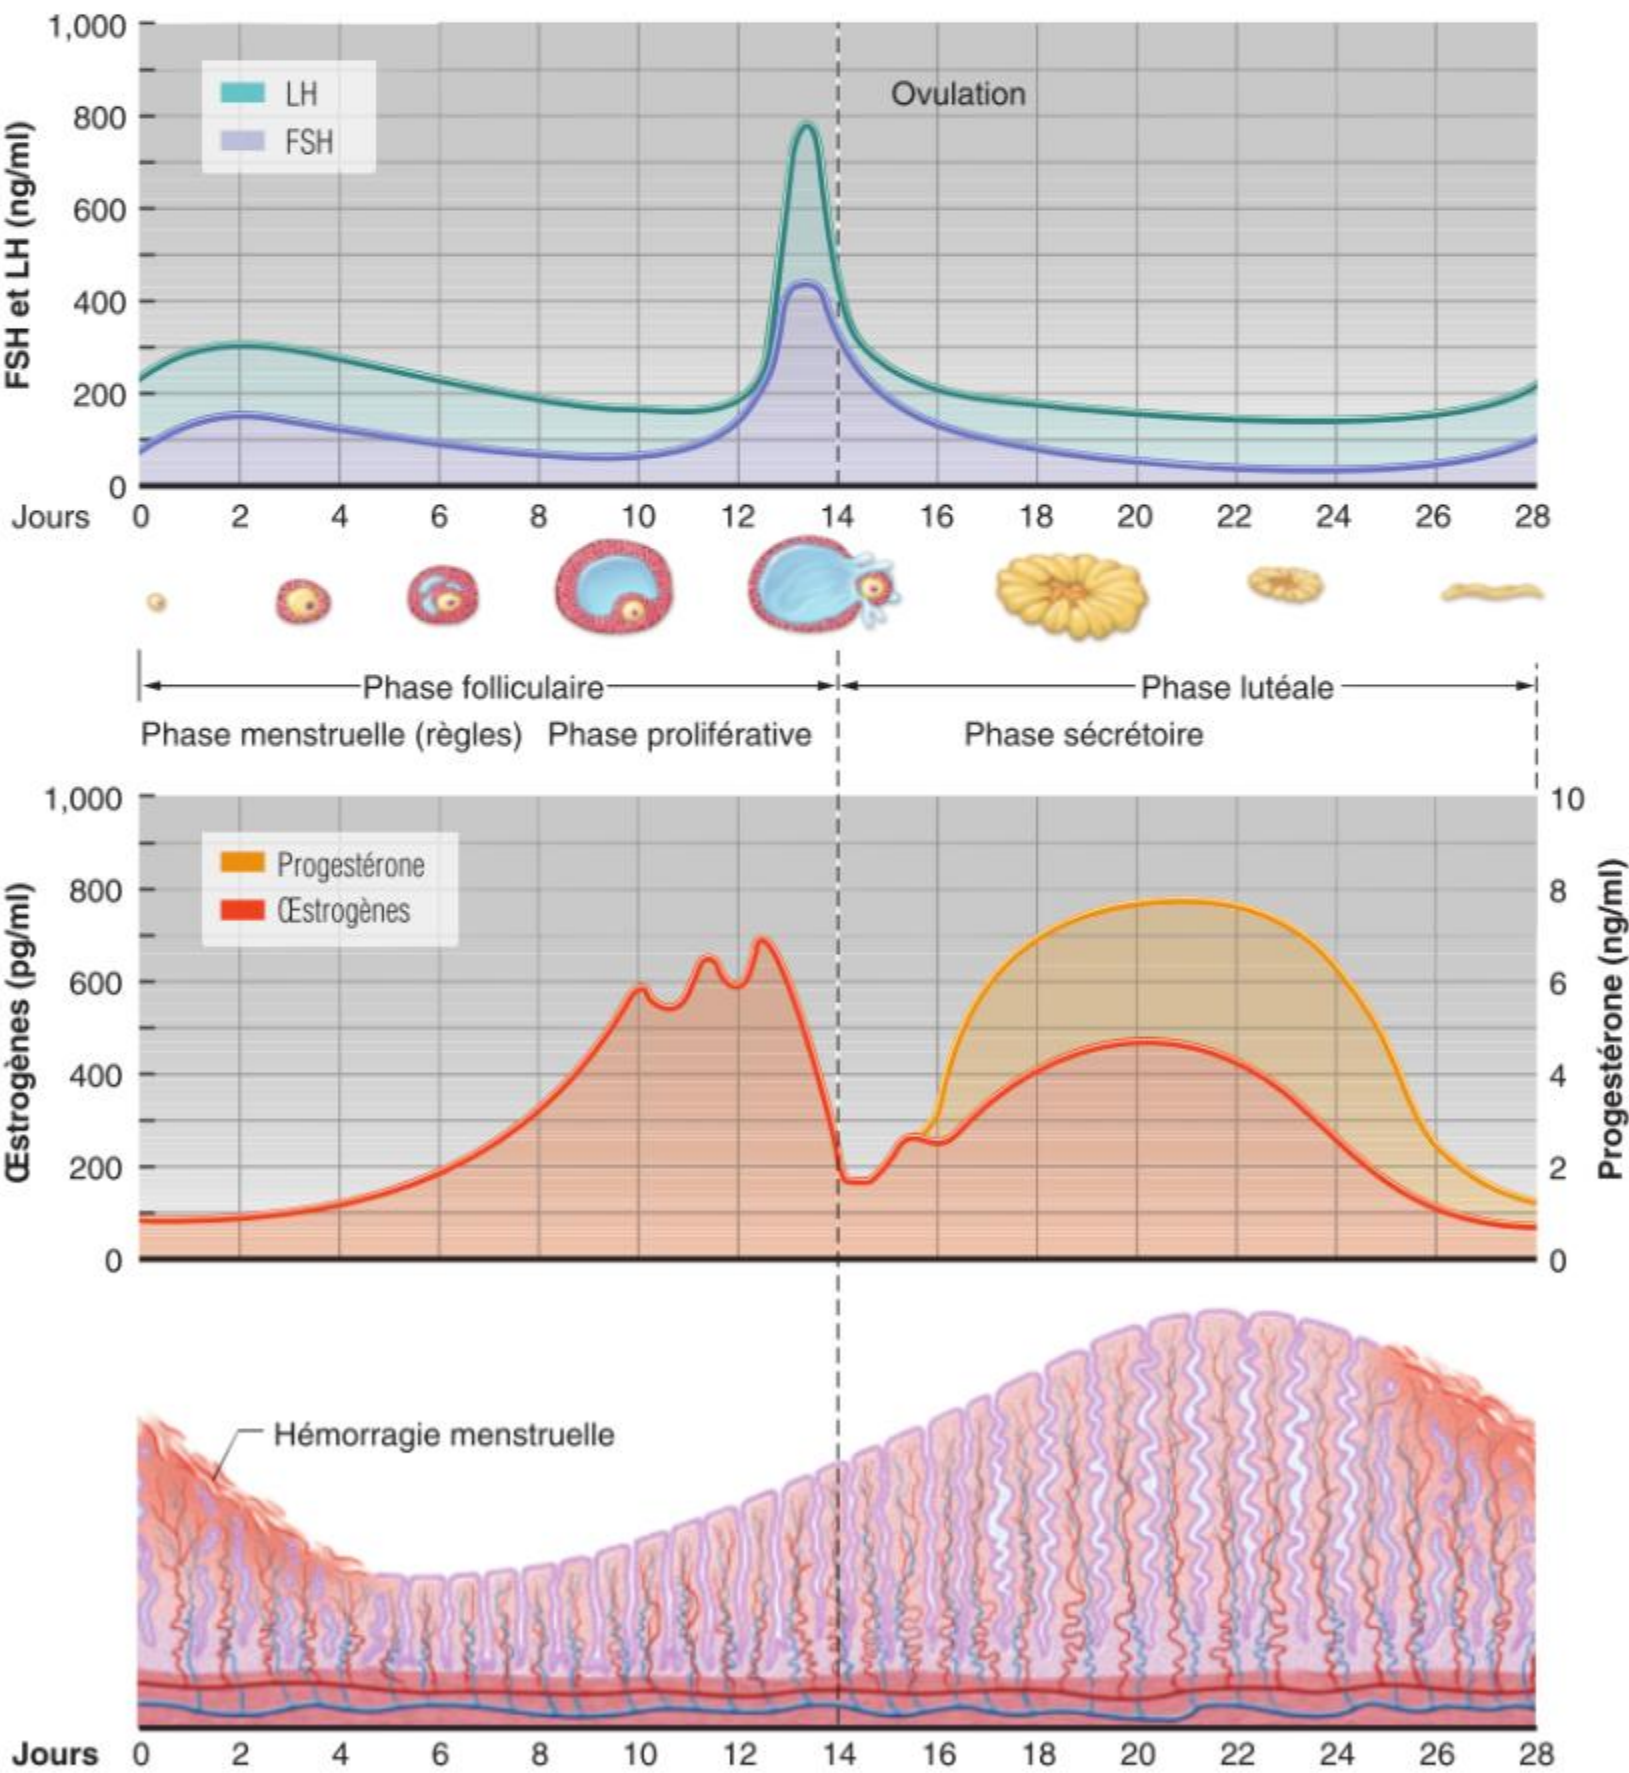 1,000
800
600
400
200
0
FSH et LH (ng/ml)
LH
FSH
Ovulation
Jours 0 2 4 6 8 10 12 14 16 18 20 22 24 26 28
Phase folliculaire Phase lutéale
Phase menstruelle (règles) Phase proliférative Phase sécrétoire
1,000
800
600
400
200
0
Œstrogènes (pg/ml)
Progestérone
Œstrogènes
10
8
6
4
2
0
Progestérone (ng/ml)
Hémorragie menstruelle
Jours 0 2 4 6 8 10 12 14 16 18 20 22 24 26 28